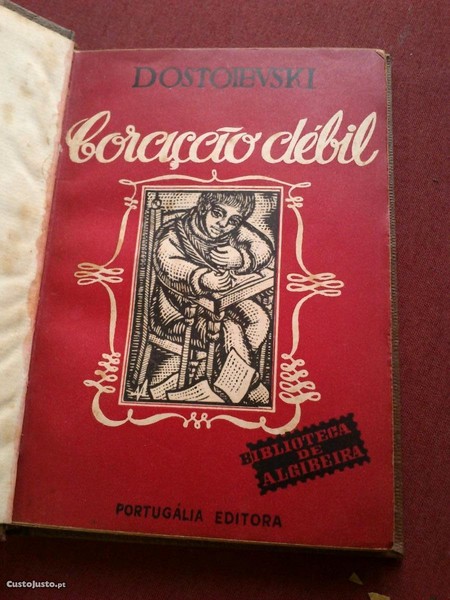 DOSTOIEVSKI
Coração débil
BIBLIOTECA
DE
ALGIBEIRA
PORTUGÁLIA EDITORA
CustoJusto.pt